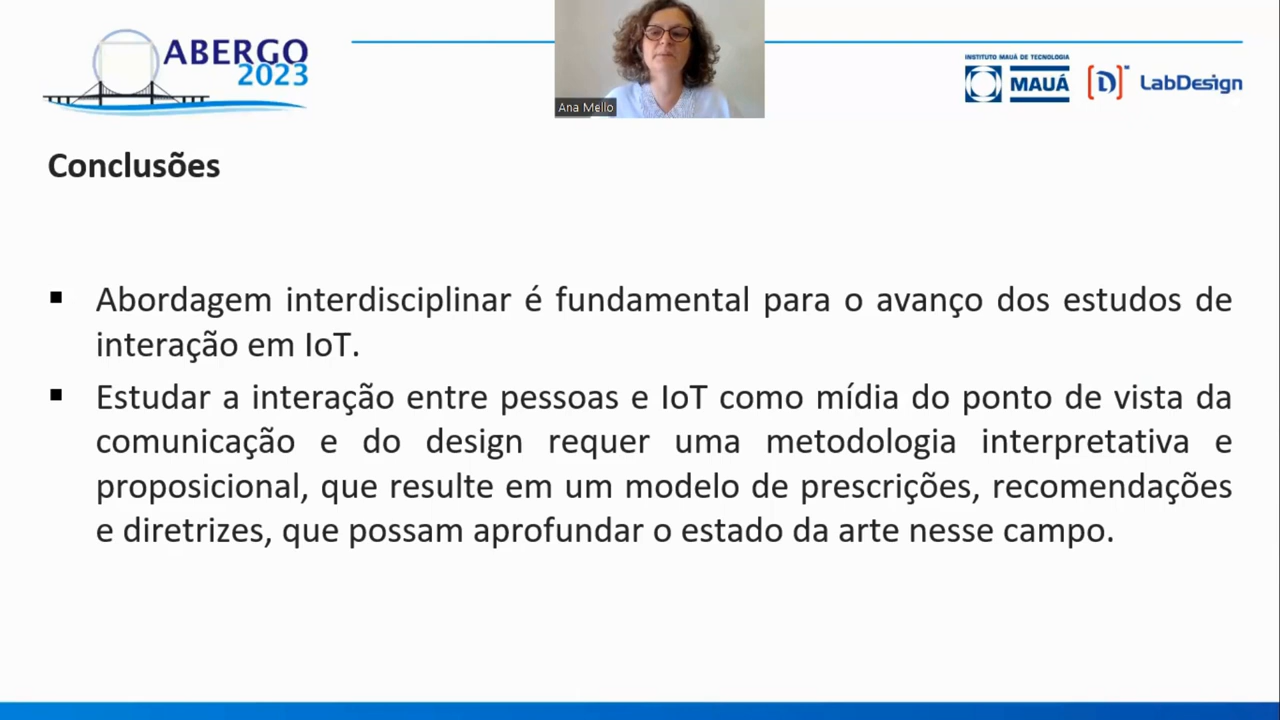 ABERGO
2023
Ana Mello
INSTITUTO MAUÁ DE TECNOLOGIA
MAUÁ
D
LabDesign
Conclusões
Abordagem interdisciplinar é fundamental para o avanço dos estudos de
interação em IoT.
Estudar a interação entre pessoas e IoT como mídia do ponto de vista da
comunicação e do design requer uma metodologia interpretativa e
proposicional, que resulte em um modelo de prescrições, recomendações
e diretrizes, que possam aprofundar o estado da arte nesse campo.